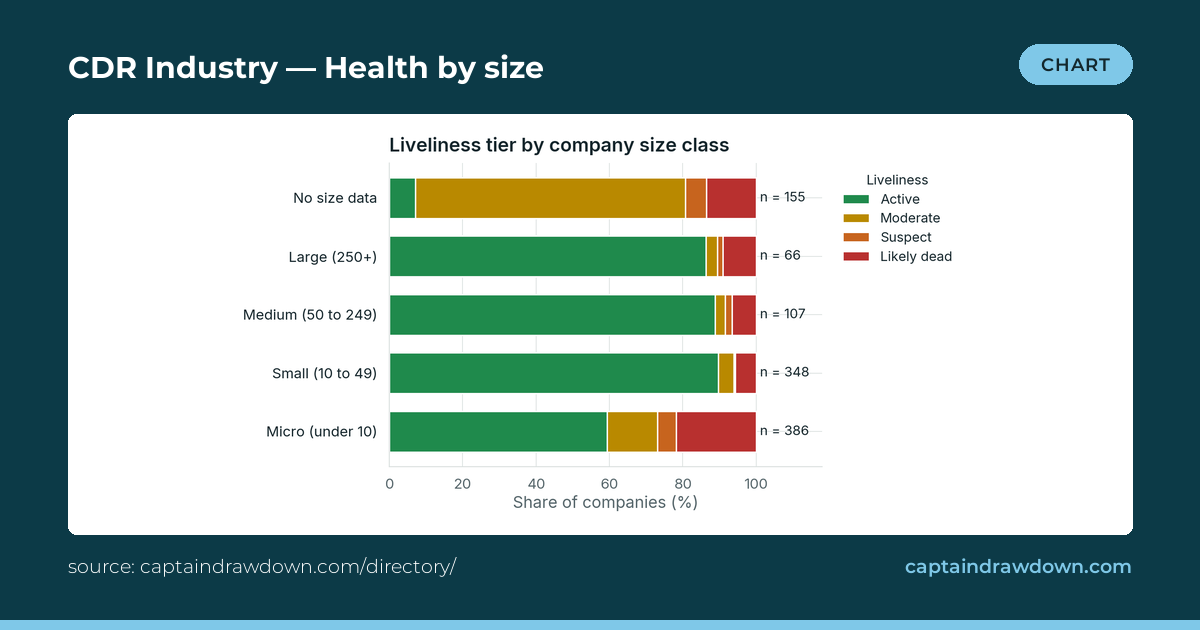 CDR Industry — Health by size
CHART
Liveliness tier by company size class
No size data
n = 155
Large (250+)
n = 66
Medium (50 to 249)
n = 107
Small (10 to 49)
n = 348
Micro (under 10)
n = 386
0 20 40 60 80 100
Share of companies (%)
Liveliness
Active
Moderate
Suspect
Likely dead
source: captaindrawdown.com/directory/
captaindrawdown.com